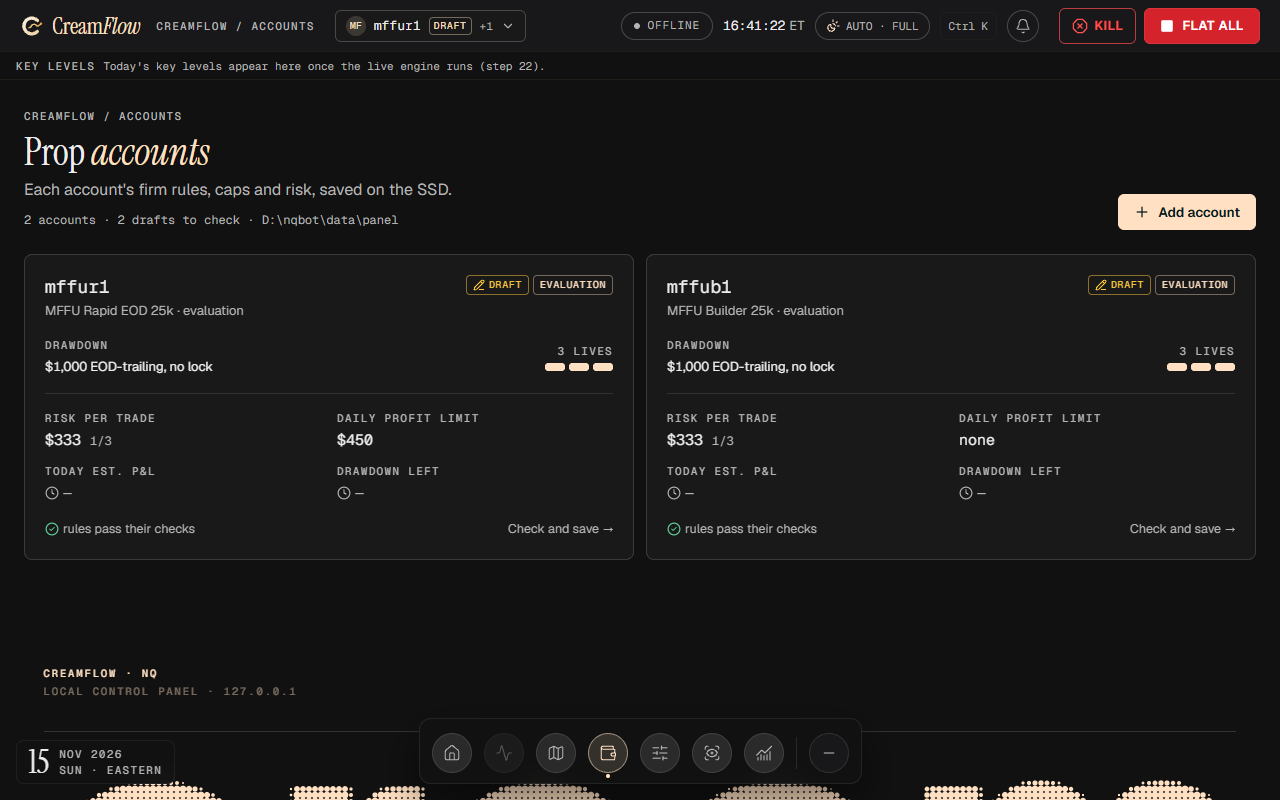 CreamFlow CREAMFLOW / ACCOUNTS MF mffur1 DRAFT +1 OFFLINE 16:41:22 ET AUTO · FULL Ctrl K KILL FLAT ALL
KEY LEVELS Today's key levels appear here once the live engine runs (step 22).
CREAMFLOW / ACCOUNTS
Prop accounts
Each account's firm rules, caps and risk, saved on the SSD.
2 accounts · 2 drafts to check · D:\nqbot\data\panel
Add account
mffur1 DRAFT EVALUATION
MFFU Rapid EOD 25k · evaluation
DRAWDOWN
$1,000 EOD-trailing, no lock
3 LIVES
RISK PER TRADE DAILY PROFIT LIMIT
$333 1/3 $450
TODAY EST. P&L DRAWDOWN LEFT
– –
rules pass their checks Check and save →
mffub1 DRAFT EVALUATION
MFFU Builder 25k · evaluation
DRAWDOWN
$1,000 EOD-trailing, no lock
3 LIVES
RISK PER TRADE DAILY PROFIT LIMIT
$333 1/3 none
TODAY EST. P&L DRAWDOWN LEFT
– –
rules pass their checks Check and save →
CREAMFLOW · NQ
LOCAL CONTROL PANEL · 127.0.0.1
15 NOV 2026
SUN · EASTERN